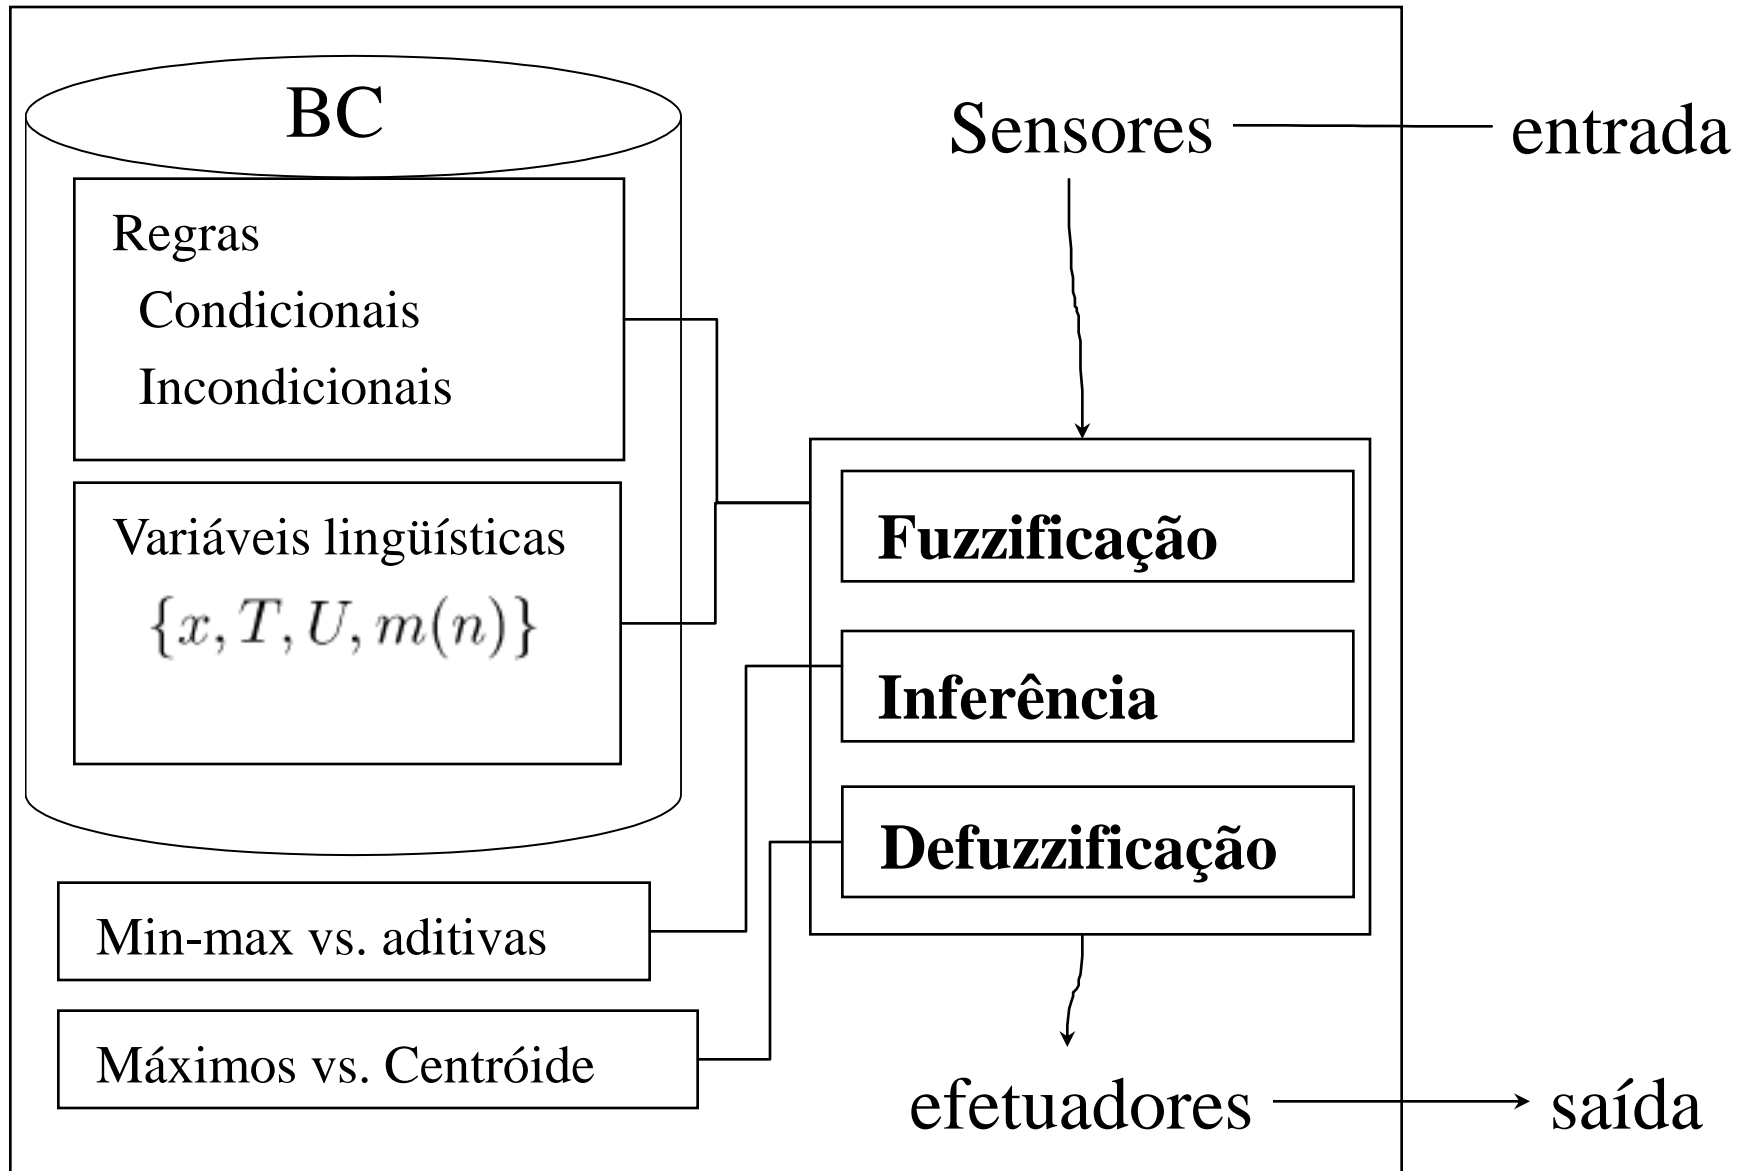 BC
Regras
Condicionais
Incondicionais
Variáveis lingüísticas
{x, T, U, m(n)}
Min-max vs. aditivas
Máximos vs. Centróide
Sensores
entrada
Fuzzificação
Inferência
Defuzzificação
efetuadores
saída